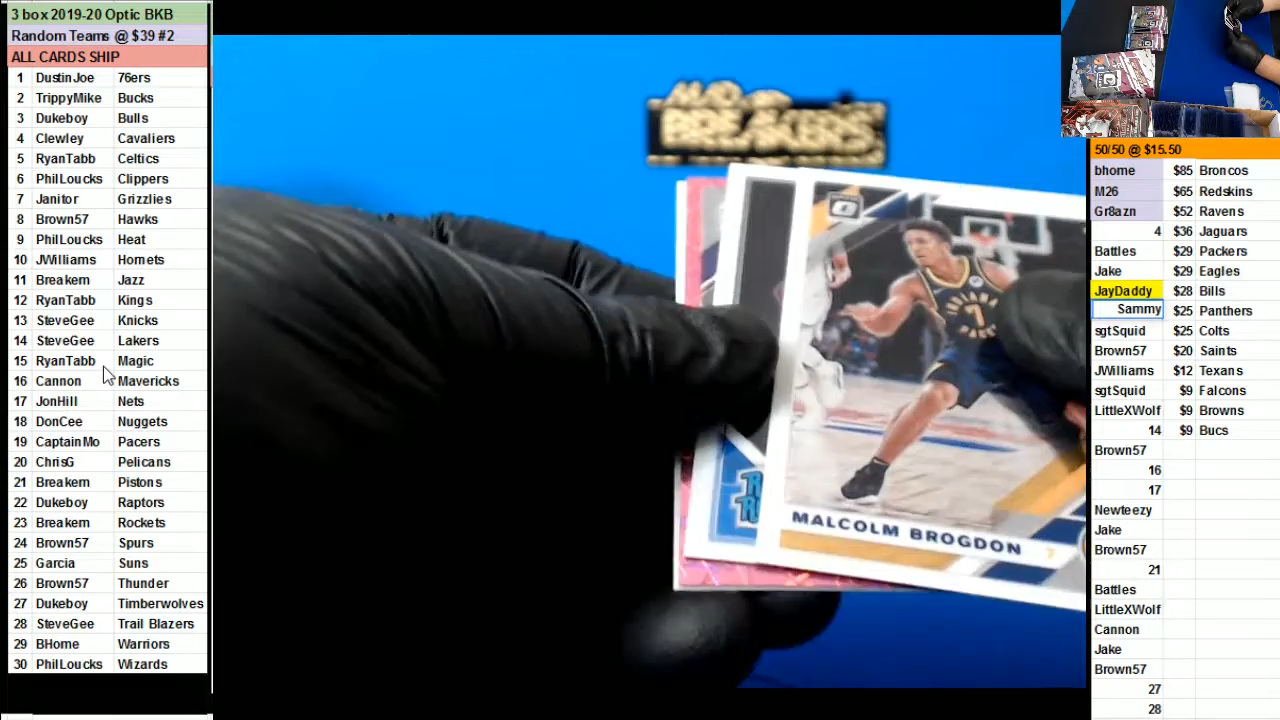 3 box 2019-20 Optic BKB
Random Teams @ $39 #2
ALL CARDS SHIP
1 DustinJoe 76ers
2 TrippyMike Bucks
3 Dukeboy Bulls
4 Clewley Cavaliers
5 RyanTabb Celtics
6 PhilLoucks Clippers
7 Janitor Grizzlies
8 Brown57 Hawks
9 PhilLoucks Heat
10 JWilliams Hornets
11 Breakem Jazz
12 RyanTabb Kings
13 SteveGee Knicks
14 SteveGee Lakers
15 RyanTabb Magic
16 Cannon Mavericks
17 JonHill Nets
18 DonCee Nuggets
19 CaptainMo Pacers
20 ChrisG Pelicans
21 Breakem Pistons
22 Dukeboy Raptors
23 Breakem Rockets
24 Brown57 Spurs
25 Garcia Suns
26 Brown57 Thunder
27 Dukeboy Timberwolves
28 SteveGee Trail Blazers
29 BHome Warriors
30 PhilLoucks Wizards
BREAKERS
INDIANA
7
MALCOLM BROGDON 7
50/50 @ $15.50
bhome $85 Broncos
M26 $65 Redskins
Gr8azn $52 Ravens
4 $36 Jaguars
Battles $29 Packers
Jake $29 Eagles
JayDaddy $28 Bills
Sammy $25 Panthers
sgtSquid $25 Colts
Brown57 $20 Saints
JWilliams $12 Texans
sgtSquid $9 Falcons
LittleXWolf $9 Browns
14 $9 Bucs
Brown57
16
17
Newteezy
Jake
Brown57
21
Battles
LittleXWolf
Cannon
Jake
Brown57
27
28